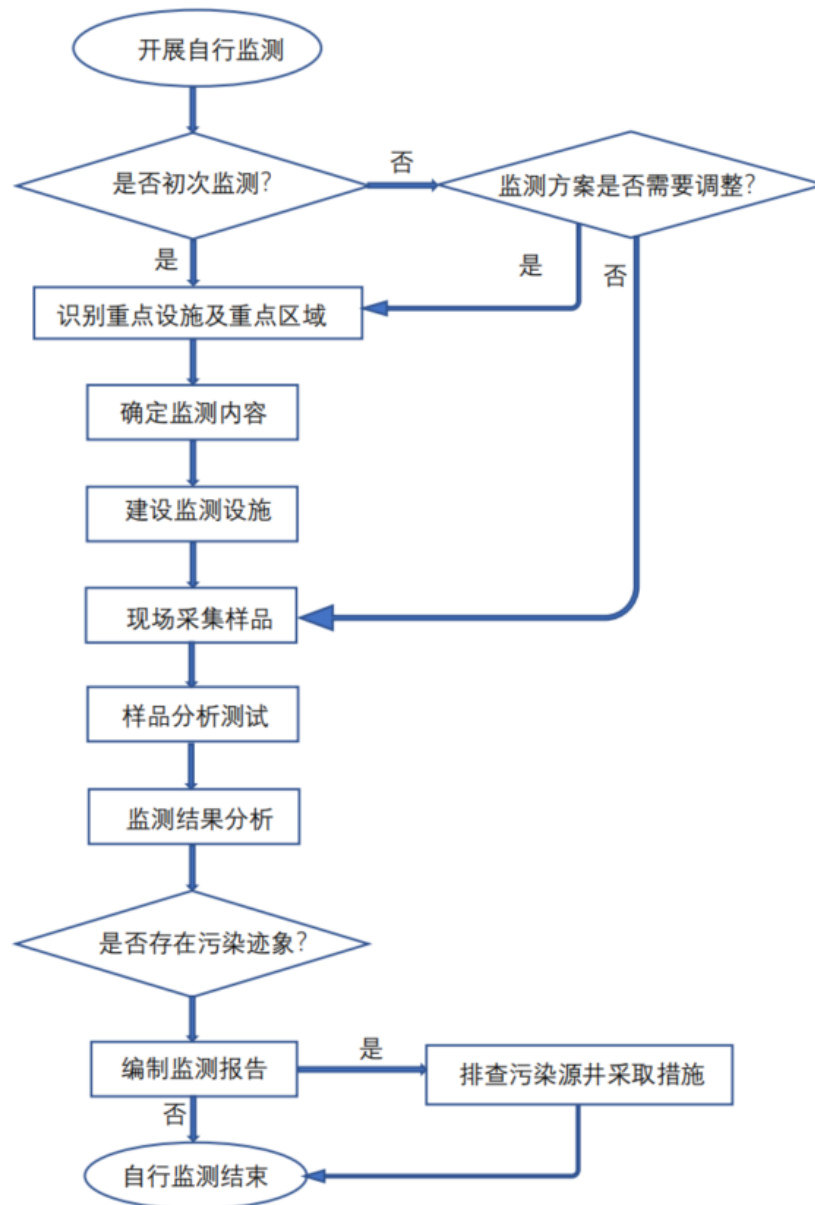 开展自行监测
是否初次监测?
否
监测方案是否需要调整?
是
是
否
识别重点设施及重点区域
确定监测内容
建设监测设施
现场采集样品
样品分析测试
监测结果分析
是否存在污染迹象?
编制监测报告
是
排查污染源井采取措施
否
自行监测结束